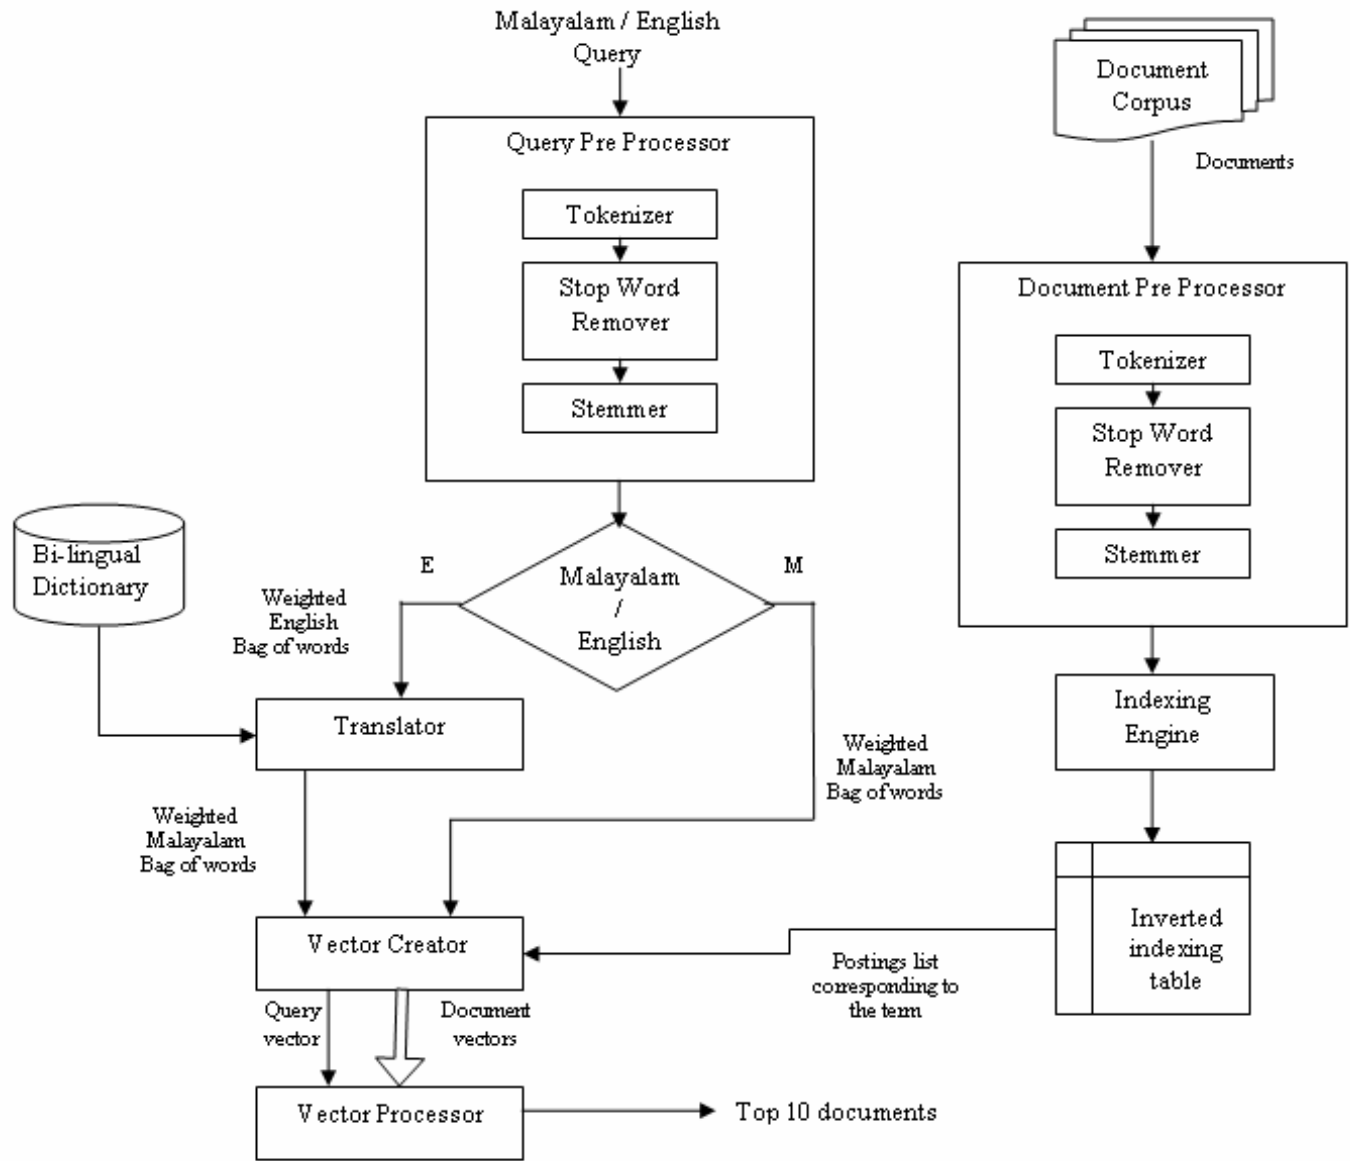 Malayalam / English
Query
Query Pre Processor
Tokenizer
Stop Word
Remover
Stemmer
Document
Corpus
Documents
Document Pre Processor
Tokenizer
Stop Word
Remover
Stemmer
Bi-lingual
Dictionary
E
Malayalam
/
English
M
Weighted
English
Bag of words
Translator
Weighted
Malayalam
Bag of words
Weighted
Malayalam
Bag of words
Indexing
Engine
Inverted
indexing
table
Postings list
corresponding to
the term
Vector Creator
Query
vector
Document
vectors
Vector Processor
Top 10 documents